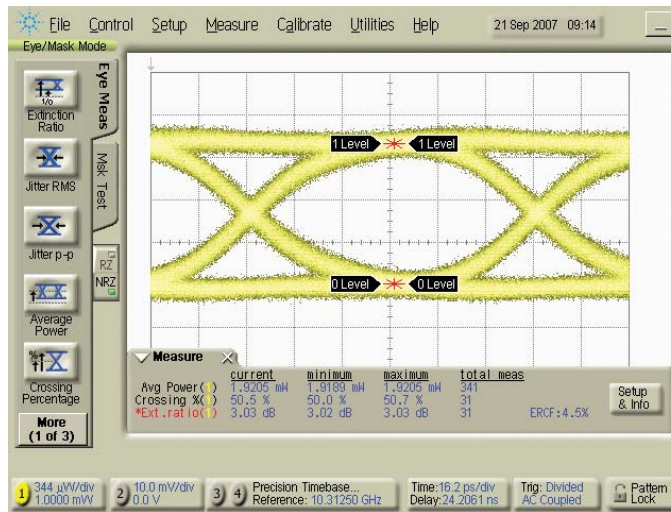 File Control Setup Measure Calibrate Utilities Help 21 Sep 2007 09:14
Eye/Mask Mode
Eye Meas
Msk Test
1/0
Extinction
Ratio
Jitter RMS
Jitter p-p
RZ
NRZ
Average
Power
%
Crossing
Percentage
More
(1 of 3)
1 Level 1 Level
0 Level 0 Level
Measure
current minimum maximum total meas
Avg Power(1) 1.9205 mW 1.9189 mW 1.9205 mW 341
Crossing %(1) 50.5 % 50.0 % 50.7 % 31
*Ext.ratio(1) 3.03 dB 3.02 dB 3.03 dB 31 ERCF:4.5%
Setup
& Info
1 344 µW/div
1.0000 mW
2 10.0 mV/div
0.0 V
3 4 Precision Timebase...
Reference: 10.31250 GHz
Time:16.2 ps/div
Delay:24.2061 ns
Trig: Divided
AC Coupled
Pattern
Lock